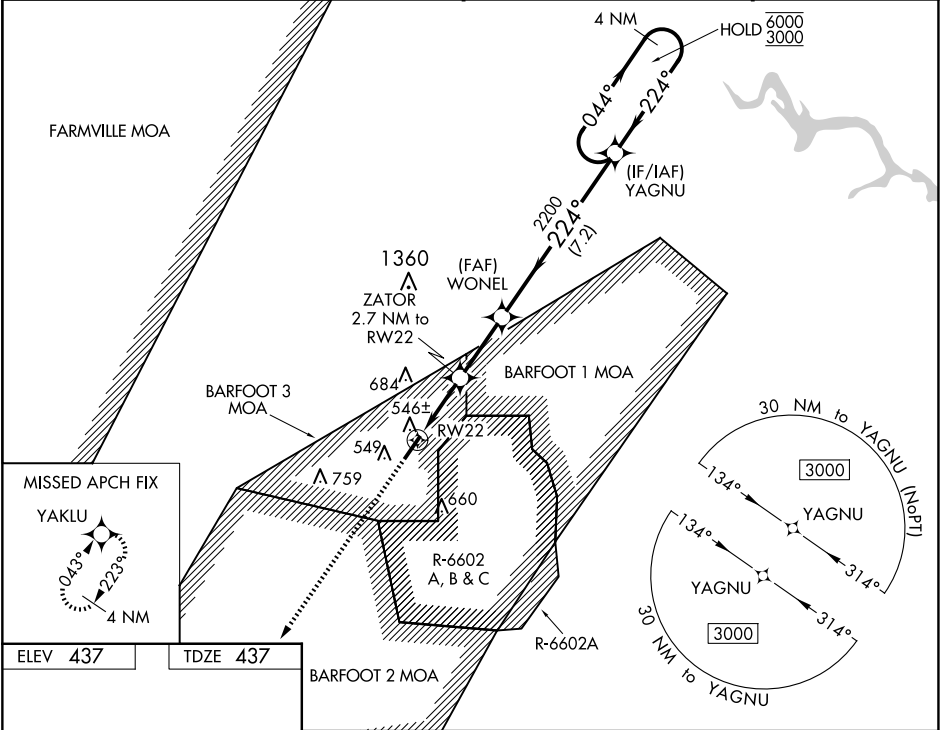 4 NM
HOLD 6000
3000
044°
224°
FARMVILLE MOA
(IF/IAF)
YAGNU
2200
224°
(7.2)
1360
(FAF)
WONEL
ZATOR
2.7 NM to
RW22
BARFOOT 1 MOA
684
BARFOOT 3
MOA
546±
RW22
549
759
660
30 NM to YAGNU (NoPT)
3000
134°
YAGNU
314°
134°
YAGNU
314°
3000
30 NM to YAGNU
MISSED APCH FIX
YAKLU
043°
223°
4 NM
R-6602
A, B & C
R-6602A
ELEV 437
TDZE 437
BARFOOT 2 MOA